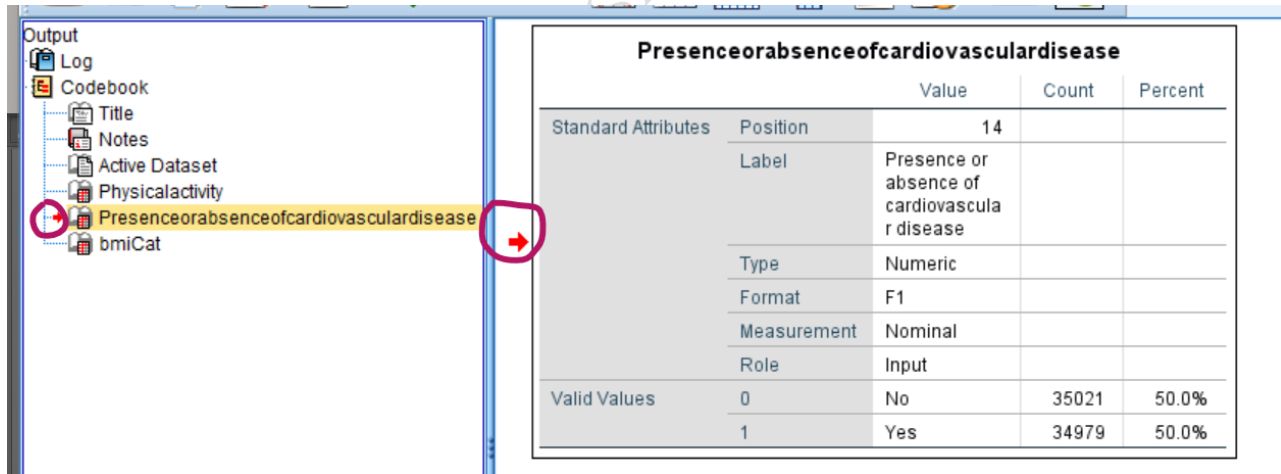 Output
Log
Codebook
Title
Notes
Active Dataset
Physicalactivity
Presenceorabsenceofcardiovasculardisease
bmiCat
Presenceorabsenceofcardiovasculardisease
Value Count Percent
Standard Attributes Position 14
Label Presence or
absence of
cardiovascula
r disease
Type Numeric
Format F1
Measurement Nominal
Role Input
Valid Values 0 No 35021 50.0%
1 Yes 34979 50.0%